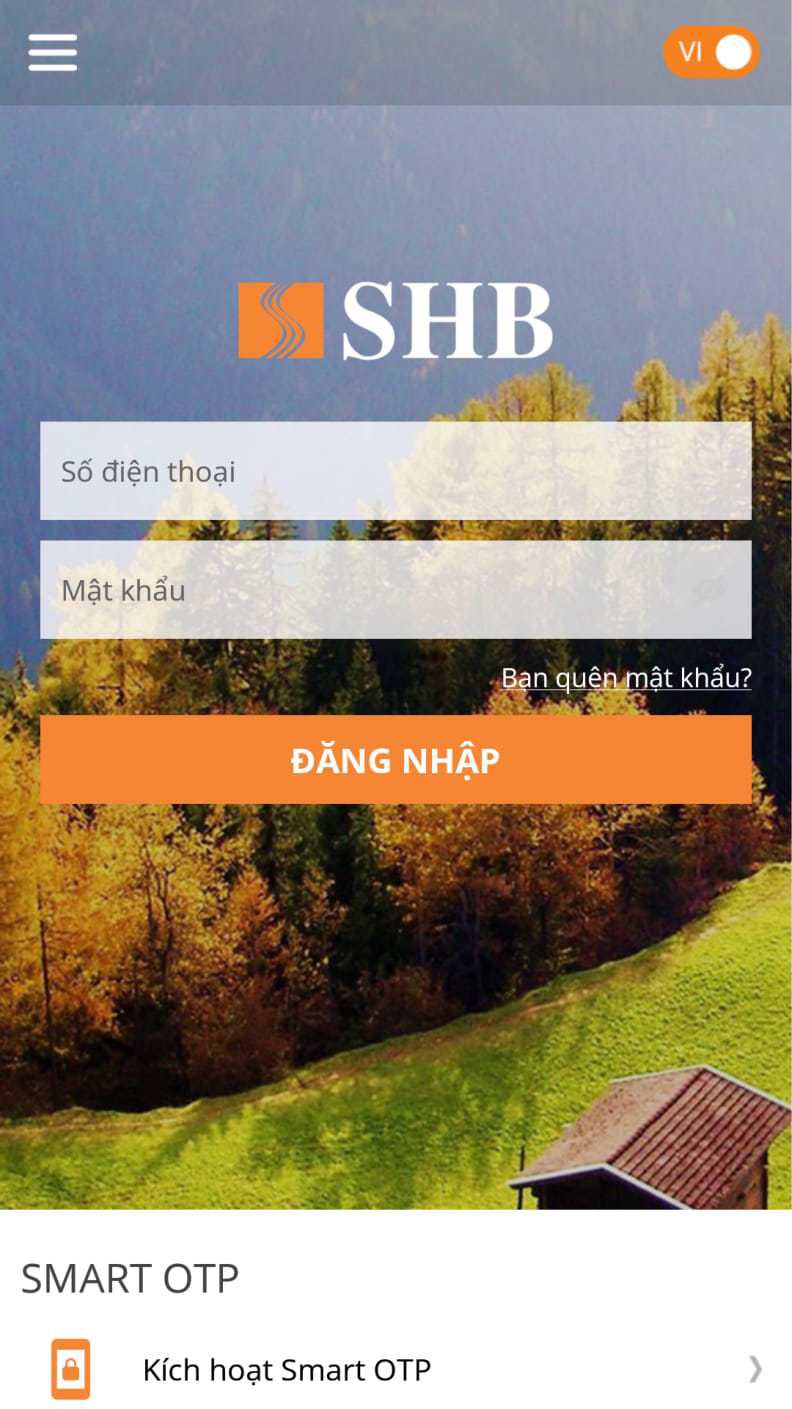 VI
SHB
Số điện thoại
Mật khẩu
Bạn quên mật khẩu?
ĐĂNG NHẬP
SMART OTP
Kích hoạt Smart OTP